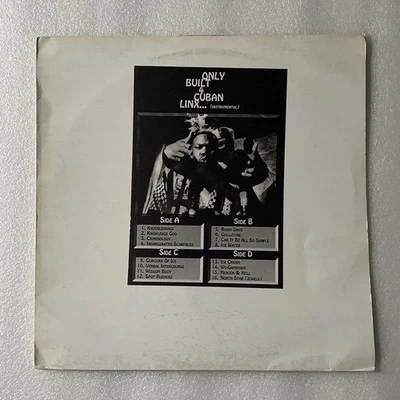 ONLY
BUILT
4
CUBAN
LINX... (INSTRUMENTAL)
SIDE A
1. KNUCKLEHEADZ
2. KNOWLEDGE GOD
3. CRIMINOLOGY
4. INCARCERATED SCARFACES
SIDE B
5. RAINY DAYS
6. GUILLOTINE
7. CAN IT BE ALL SO SIMPLE
8. ICE WATER
SIDE C
9. GLACIERS OF ICE
10. VERBAL INTERCOURSE
11. WISDOM BODY
12. SPOT RUSHERZ
SIDE D
13. ICE CREAM
14. WU-GAMBINOS
15. HEAVEN & HELL
16. NORTH STAR (JEWELS)